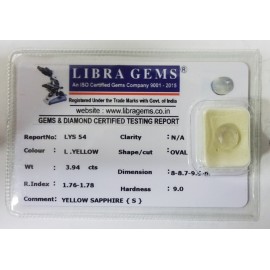 LIBRA GEMS®
An ISO Certified Gems Company 9001 - 2015
Registered Under the Trade Marks with Govt. of India
website : www.libragems.co.in
GEMS & DIAMOND CERTIFIED TESTING REPORT
ReportNo: LYS 54 Clarity : N/A
Colour : L .YELLOW Shape/cut : OVAL
Wt : 3.94 cts Dimension :
R.Index : 1.76-1.78 Hardness : 9.0
Comment: YELLOW SAPPHIRE { S }